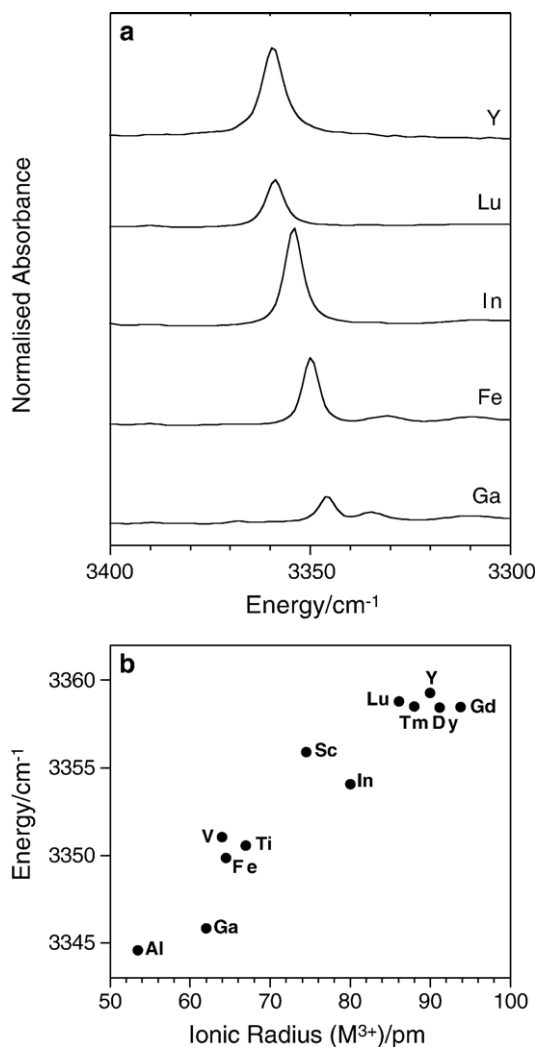 a
Y
Lu
In
Fe
Ga
Normalised Absorbance
3400 3350 3300
Energy/cm⁻¹
b
3360
3355
3350
3345
Energy/cm⁻¹
Y
Lu
Tm Dy Gd
Sc
In
V
Ti
Fe
Ga
Al
50 60 70 80 90 100
Ionic Radius (M³⁺)/pm